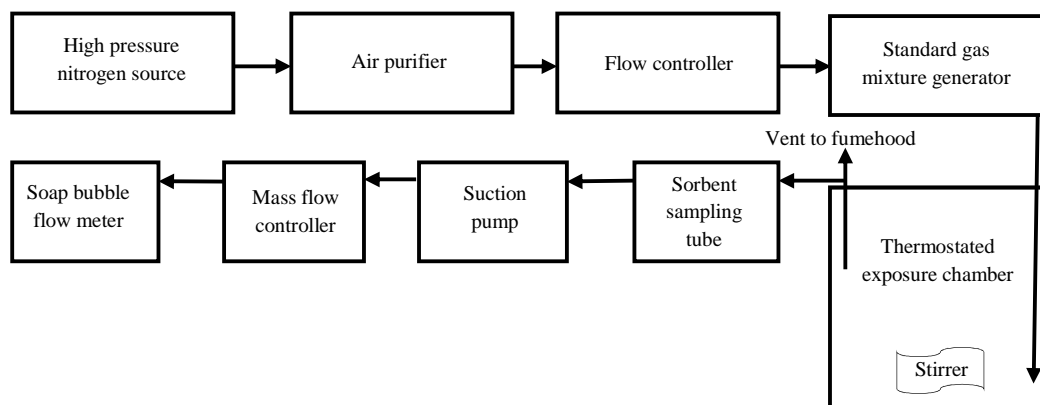 High pressure
nitrogen source
Air purifier
Flow controller
Standard gas
mixture generator
Vent to fumehood
Soap bubble
flow meter
Mass flow
controller
Suction
pump
Sorbent
sampling
tube
Thermostated
exposure chamber
Stirrer